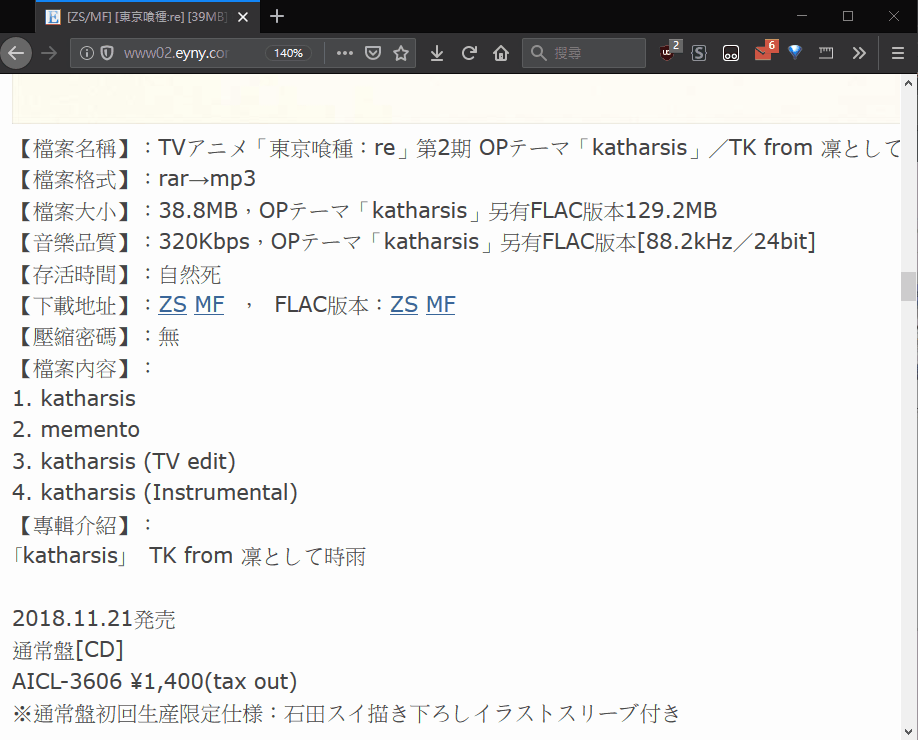 [ZS/MF] [東京喰種:re] [39MB]
www02.eyny.com 140% 搜尋 2 6
【檔案名稱】：TVアニメ「東京喰種：re」第2期 OPテーマ「katharsis」／TK from 凛として
【檔案格式】：rar→mp3
【檔案大小】：38.8MB，OPテーマ「katharsis」另有FLAC版本129.2MB
【音樂品質】：320Kbps，OPテーマ「katharsis」另有FLAC版本[88.2kHz／24bit]
【存活時間】：自然死
【下載地址】：ZS MF ， FLAC版本：ZS MF
【壓縮密碼】：無
【檔案內容】：
1. katharsis
2. memento
3. katharsis (TV edit)
4. katharsis (Instrumental)
【專輯介紹】：
「katharsis」 TK from 凛として時雨
2018.11.21発売
通常盤[CD]
AICL-3606 ¥1,400(tax out)
※通常盤初回生産限定仕様：石田スイ描き下ろしイラストスリーブ付き